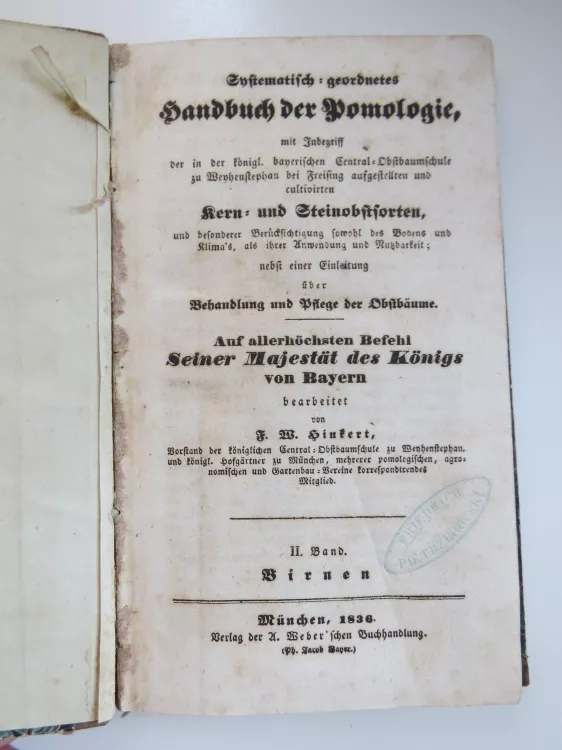 Systematisch-geordnetes
Handbuch der Pomologie,
mit Inbegriff
der in der königl. bayerischen Central-Obstbaumschule
zu Weyhenstephan bei Freising aufgestellten und
cultivirten
Kern- und Steinobstsorten,
und besonderer Berücksichtigung sowohl des Bodens und
Klima's, als ihrer Anwendung und Nutzbarkeit;
nebst einer Einleitung
über
Behandlung und Pflege der Obstbäume.
Auf allerhöchsten Befehl
Seiner Majestät des Königs
von Bayern
bearbeitet
von
F. W. Hinkert,
Vorstand der königlichen Central-Obstbaumschule zu Weyhenstephan,
und königl. Hofgärtner zu München, mehrerer pomologischen, agro-
nomischen und Gartenbau-Vereine korrespondirendes
Mitglied.
FRIEDRICH
II. Band.
Birnen
München, 1836.
Verlag der A. Weber'schen Buchhandlung.
(Ph. Jacob Bayer.)